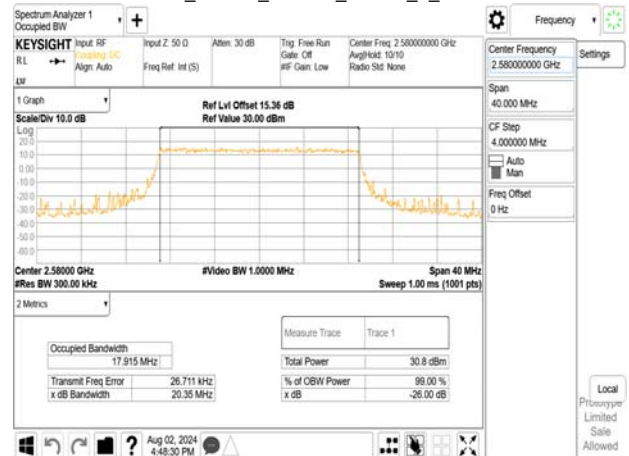 Spectrum Analyzer 1
Occupied BW
Frequency
KEYSIGHT
Input: RF
Coupling: DC
Align: Auto
Input Z: 50 Ω
Freq Ref: Int (S)
Atten: 30 dB
Trig: Free Run
Gate: Off
#IF Gain: Low
Center Freq: 2.580000000 GHz
Avg|Hold: 10/10
Radio Std: None
RL
Center Frequency
2.580000000 GHz
Settings
Span
40.000 MHz
CF Step
4.000000 MHz
Auto
Man
Freq Offset
0 Hz
1 Graph
Scale/Div 10.0 dB
Ref Lvl Offset 15.36 dB
Ref Value 30.00 dBm
Log
20.0
10.0
0.00
-10.0
-20.0
-30.0
-40.0
-50.0
-60.0
Center 2.58000 GHz
#Video BW 1.0000 MHz
Span 40 MHz
#Res BW 300.00 kHz
Sweep 1.00 ms (1001 pts)
2 Metrics
Measure Trace Trace 1
Occupied Bandwidth
17.915 MHz
Total Power 30.8 dBm
Transmit Freq Error 26.711 kHz
% of OBW Power 99.00 %
x dB Bandwidth 20.35 MHz
x dB -26.00 dB
Local
Prototype
Limited
Sale
Allowed
Aug 02, 2024
4:48:30 PM